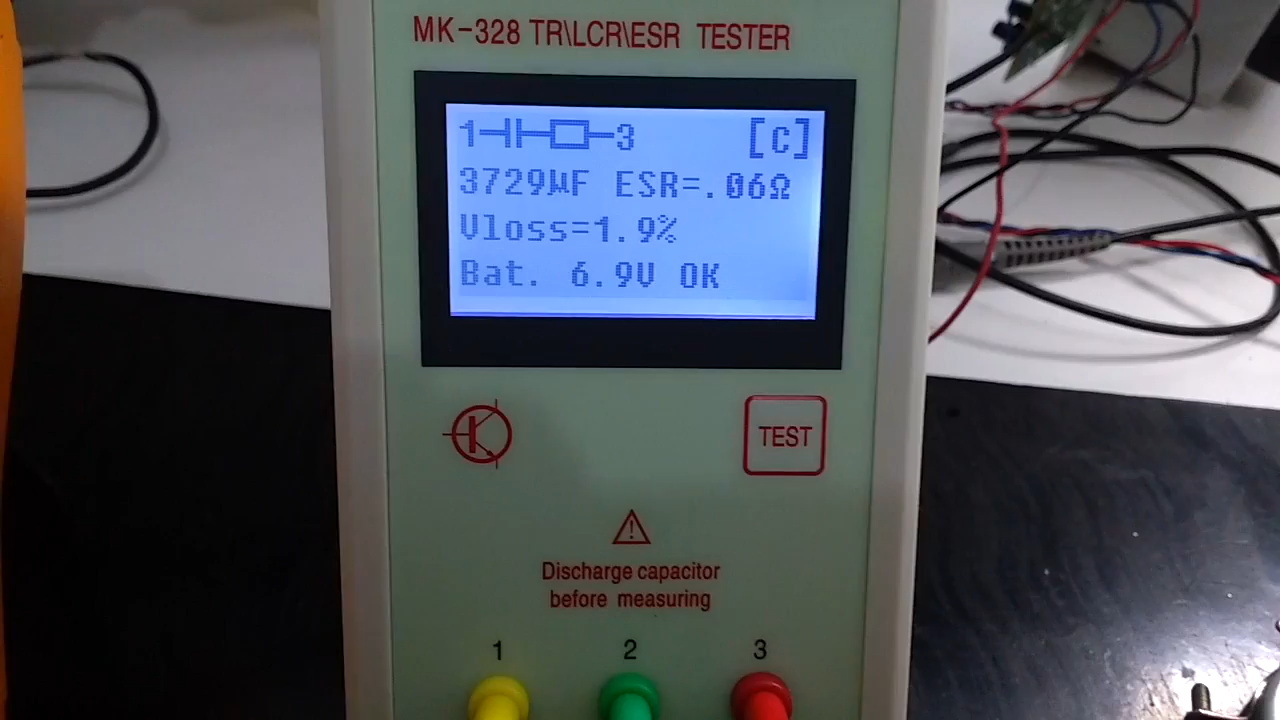 MK-328 TR\LCR\ESR TESTER
1 3 [C]
3729µF ESR=.06Ω
Vloss=1.9%
Bat. 6.9V OK
TEST
Discharge capacitor
before measuring
1 2 3